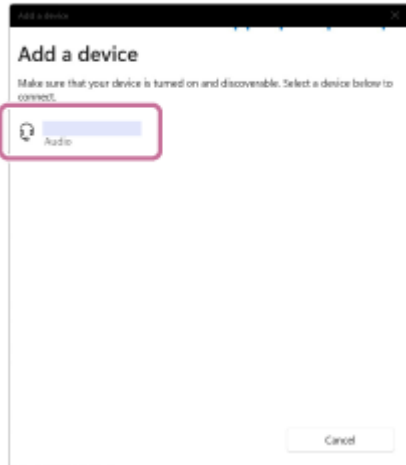 Add a device
Add a device
Make sure that your device is turned on and discoverable. Select a device below to
connect.
Audio
Cancel